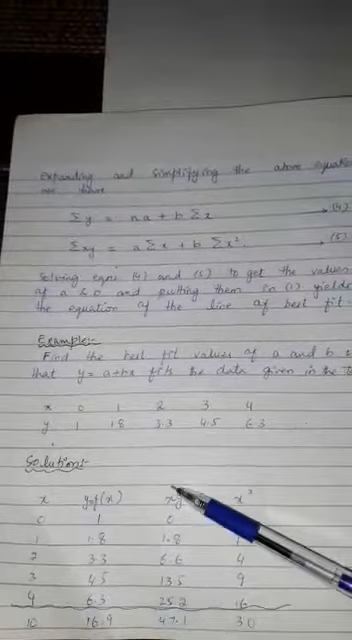 Expanding and simplifying the above equation
we have
Σy = na + b Σx → (4)
Σxy = a Σx + b Σx². → (5)
Solving eqns (4) and (5) to get the values
of a & b and putting them in (1) yields
the equation of the line of best fit.
Example:-
Find the best fit values of a and b s
that y = a+bx fits the data given in the T
x 0 1 2 3 4
y 1 1.8 3.3 4.5 6.3
Solution:-
x y=f(x) xy x²
0 1 0
1 1.8 1.8 1
2 3.3 6.6 4
3 4.5 13.5 9
4 6.3 25.2 16
10 16.9 47.1 30